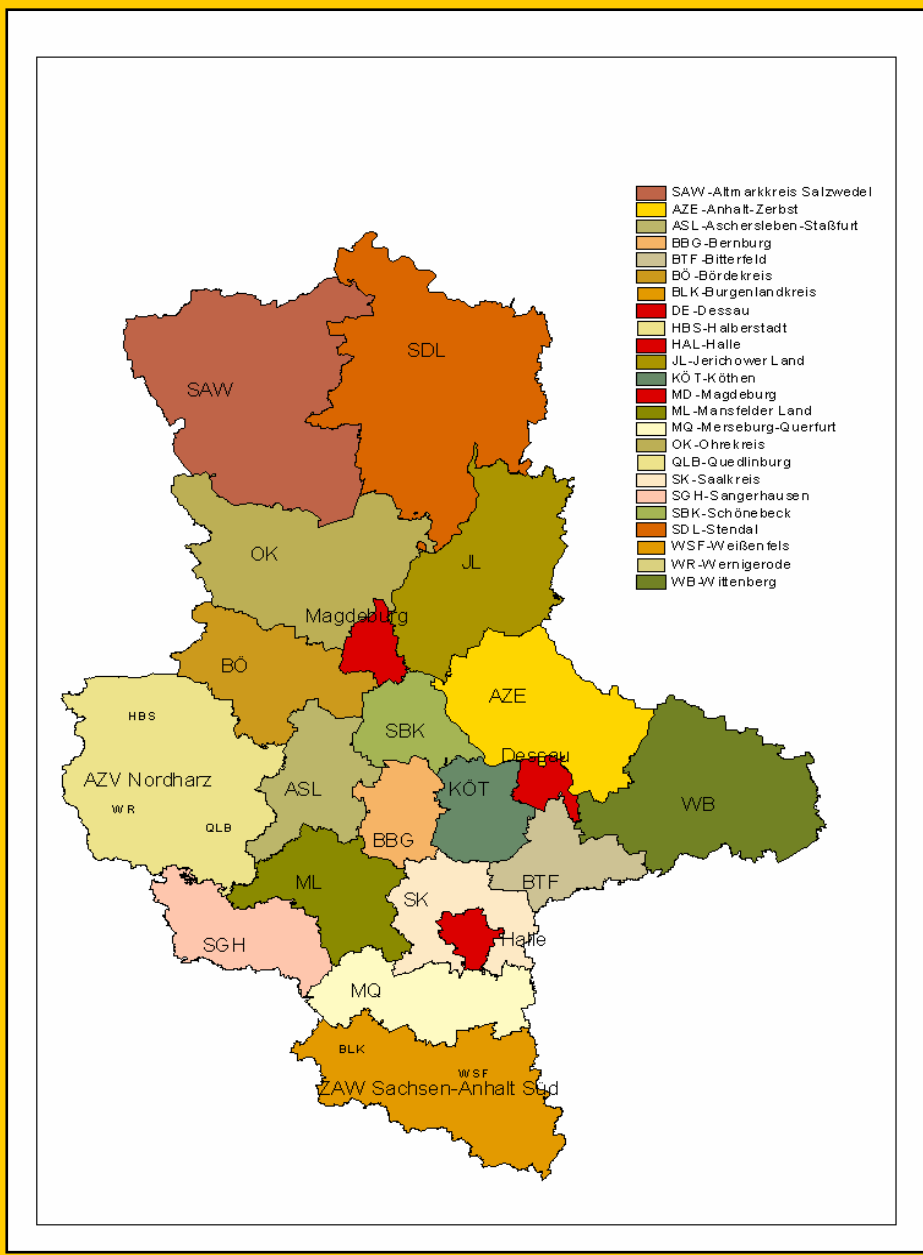 SAW-Altmarkkreis Salzwedel
AZE-Anhalt-Zerbst
ASL-Aschersleben-Staßfurt
BBG-Bernburg
BTF-Bitterfeld
BÖ-Bördekreis
BLK-Burgenlandkreis
DE-Dessau
HBS-Halberstadt
HAL-Halle
JL-Jerichower Land
KÖT-Köthen
MD-Magdeburg
ML-Mansfelder Land
MQ-Merseburg-Querfurt
OK-Ohrekreis
QLB-Quedlinburg
SK-Saalkreis
SGH-Sangerhausen
SBK-Schönebeck
SDL-Stendal
WSF-Weißenfels
WR-Wernigerode
WB-Wittenberg
SDL
SAW
OK
JL
Magdeburg
BÖ
AZE
HBS
SBK
Dessau
AZV Nordharz
ASL
KÖT
WB
WR
QLB
BBG
ML
BTF
SK
SGH
Halle
MQ
BLK
WSF
ZAW Sachsen-Anhalt Süd